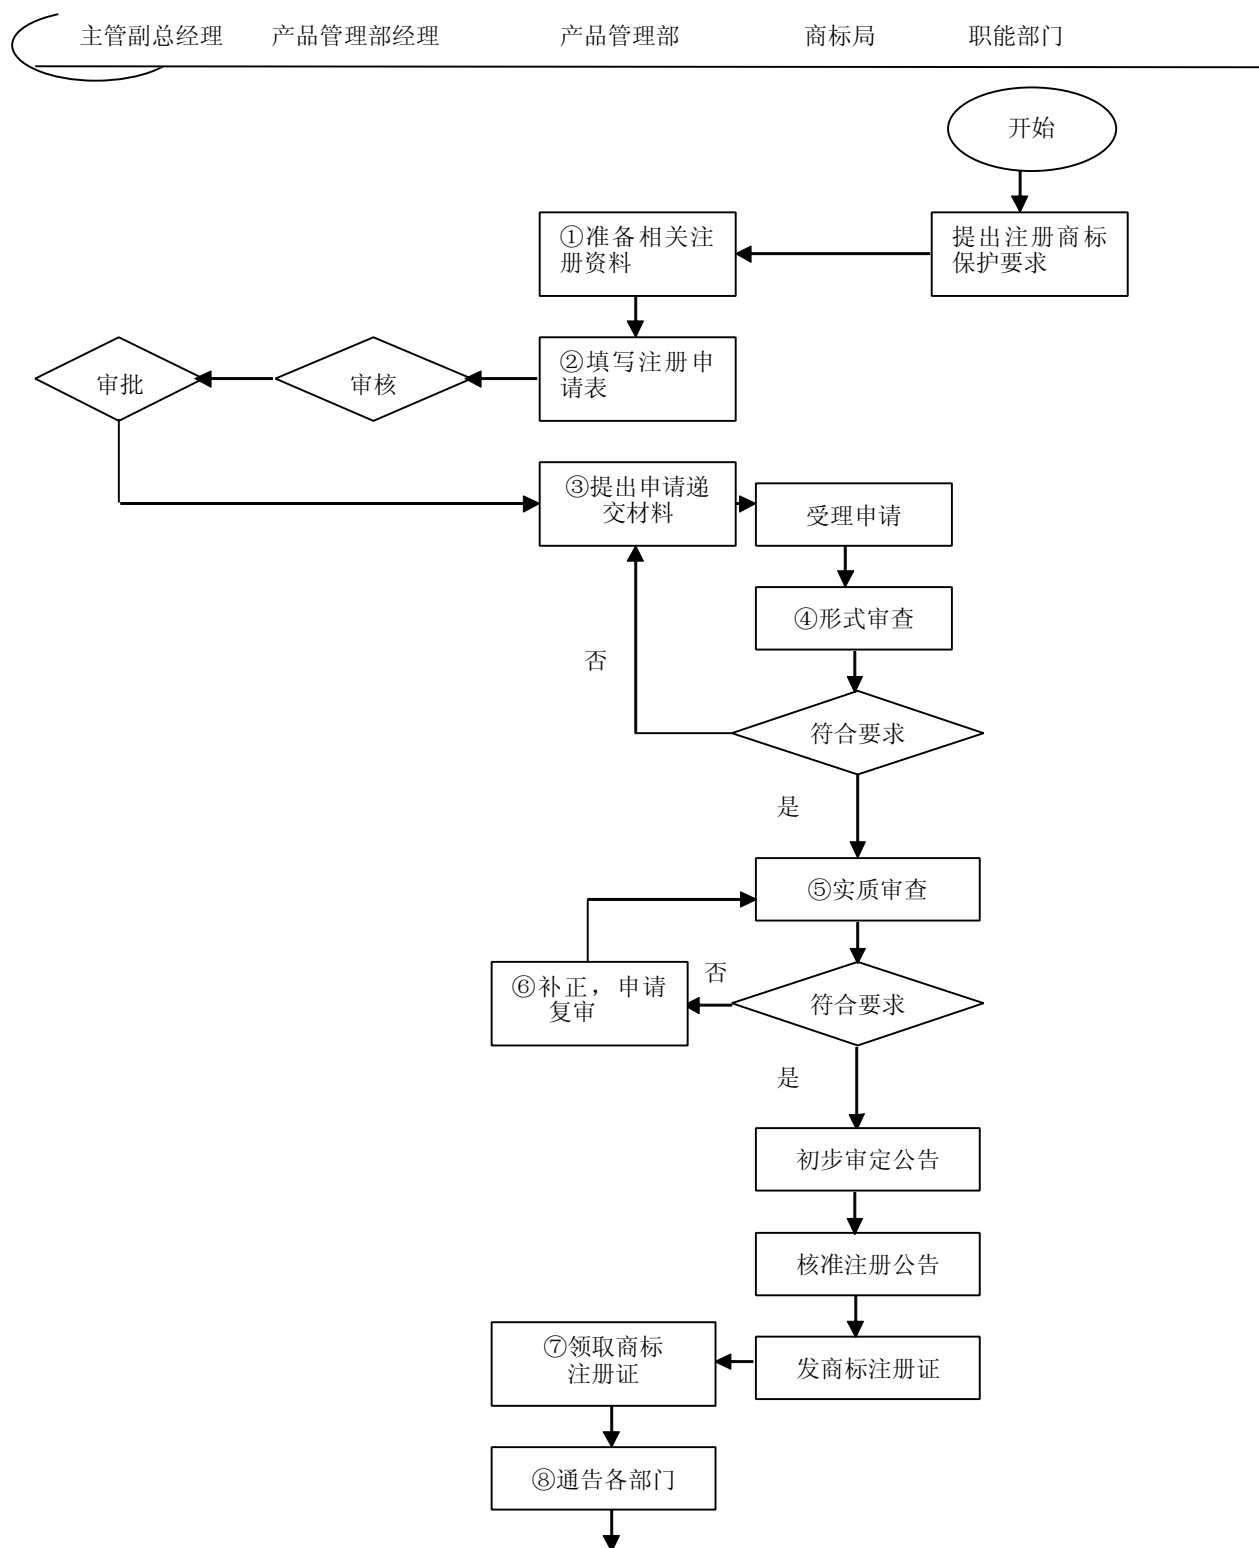 主管副总经理 产品管理部经理 产品管理部 商标局 职能部门
开始
①准备相关注
册资料
提出注册商标
保护要求
审批
审核
②填写注册申
请表
③提出申请递
交材料
受理申请
④形式审查
否
符合要求
是
⑤实质审查
⑥补正，申请
复审
否
符合要求
是
初步审定公告
核准注册公告
⑦领取商标
注册证
发商标注册证
⑧通告各部门